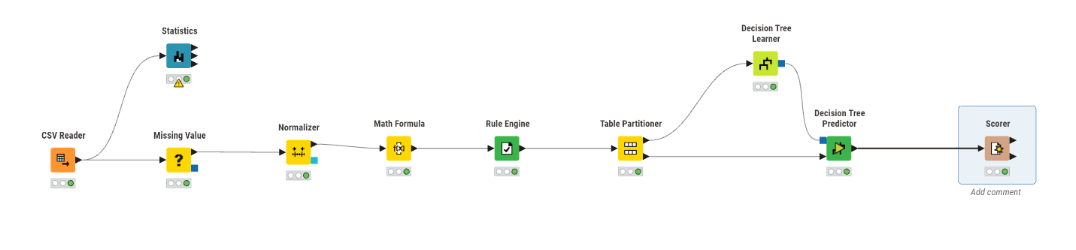 Statistics
Decision Tree
Learner
CSV Reader
Missing Value
Normalizer
Math Formula
Rule Engine
Table Partitioner
Decision Tree
Predictor
Scorer
?
f(x)
Add comment